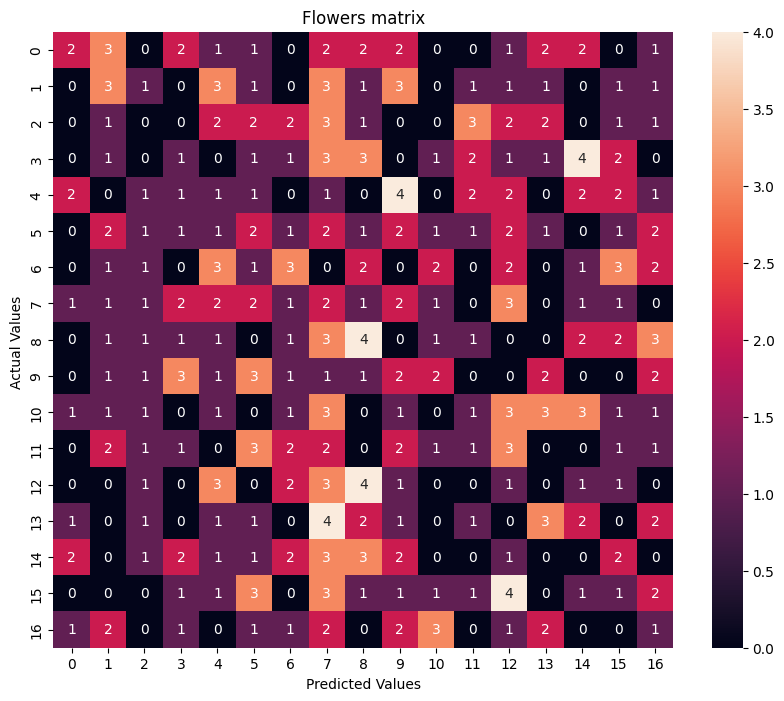 Flowers matrix
0 2 3 0 2 1 1 0 2 2 2 0 0 1 2 2 0 1
1 0 3 1 0 3 1 0 3 1 3 0 1 1 1 0 1 1
2 0 1 0 0 2 2 2 3 1 0 0 3 2 2 0 1 1
3 0 1 0 1 0 1 1 3 3 0 1 2 1 1 4 2 0
4 2 0 1 1 1 1 0 1 0 4 0 2 2 0 2 2 1
5 0 2 1 1 1 2 1 2 1 2 1 1 2 1 0 1 2
6 0 1 1 0 3 1 3 0 2 0 2 0 2 0 1 3 2
7 1 1 1 2 2 2 1 2 1 2 1 0 3 0 1 1 0
8 0 1 1 1 1 0 1 3 4 0 1 1 0 0 2 2 3
9 0 1 1 3 1 3 1 1 1 2 2 0 0 2 0 0 2
10 1 1 1 0 1 0 1 3 0 1 0 1 3 3 3 1 1
11 0 2 1 1 0 3 2 2 0 2 1 1 3 0 0 1 1
12 0 0 1 0 3 0 2 3 4 1 0 0 1 0 1 1 0
13 1 0 1 0 1 1 0 4 2 1 0 1 0 3 2 0 2
14 2 0 1 2 1 1 2 3 3 2 0 0 1 0 0 2 0
15 0 0 0 1 1 3 0 3 1 1 1 1 4 0 1 1 2
16 1 2 0 1 0 1 1 2 0 2 3 0 1 2 0 0 1
0 1 2 3 4 5 6 7 8 9 10 11 12 13 14 15 16
Predicted Values
Actual Values
4.0
3.5
3.0
2.5
2.0
1.5
1.0
0.5
0.0